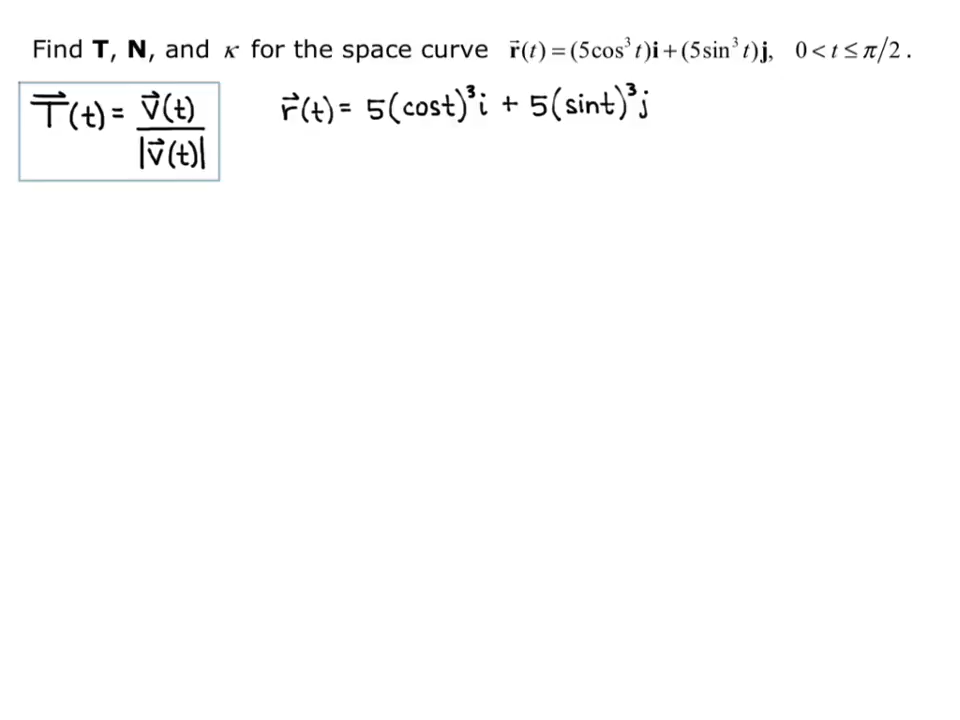 Find T, N, and κ for the space curve r⃗(t) = (5cos³ t)i + (5sin³ t)j, 0 < t ≤ π/2 .
T⃗(t) = v⃗(t) / |v⃗(t)|
r⃗(t) = 5(cost)³i + 5(sint)³j